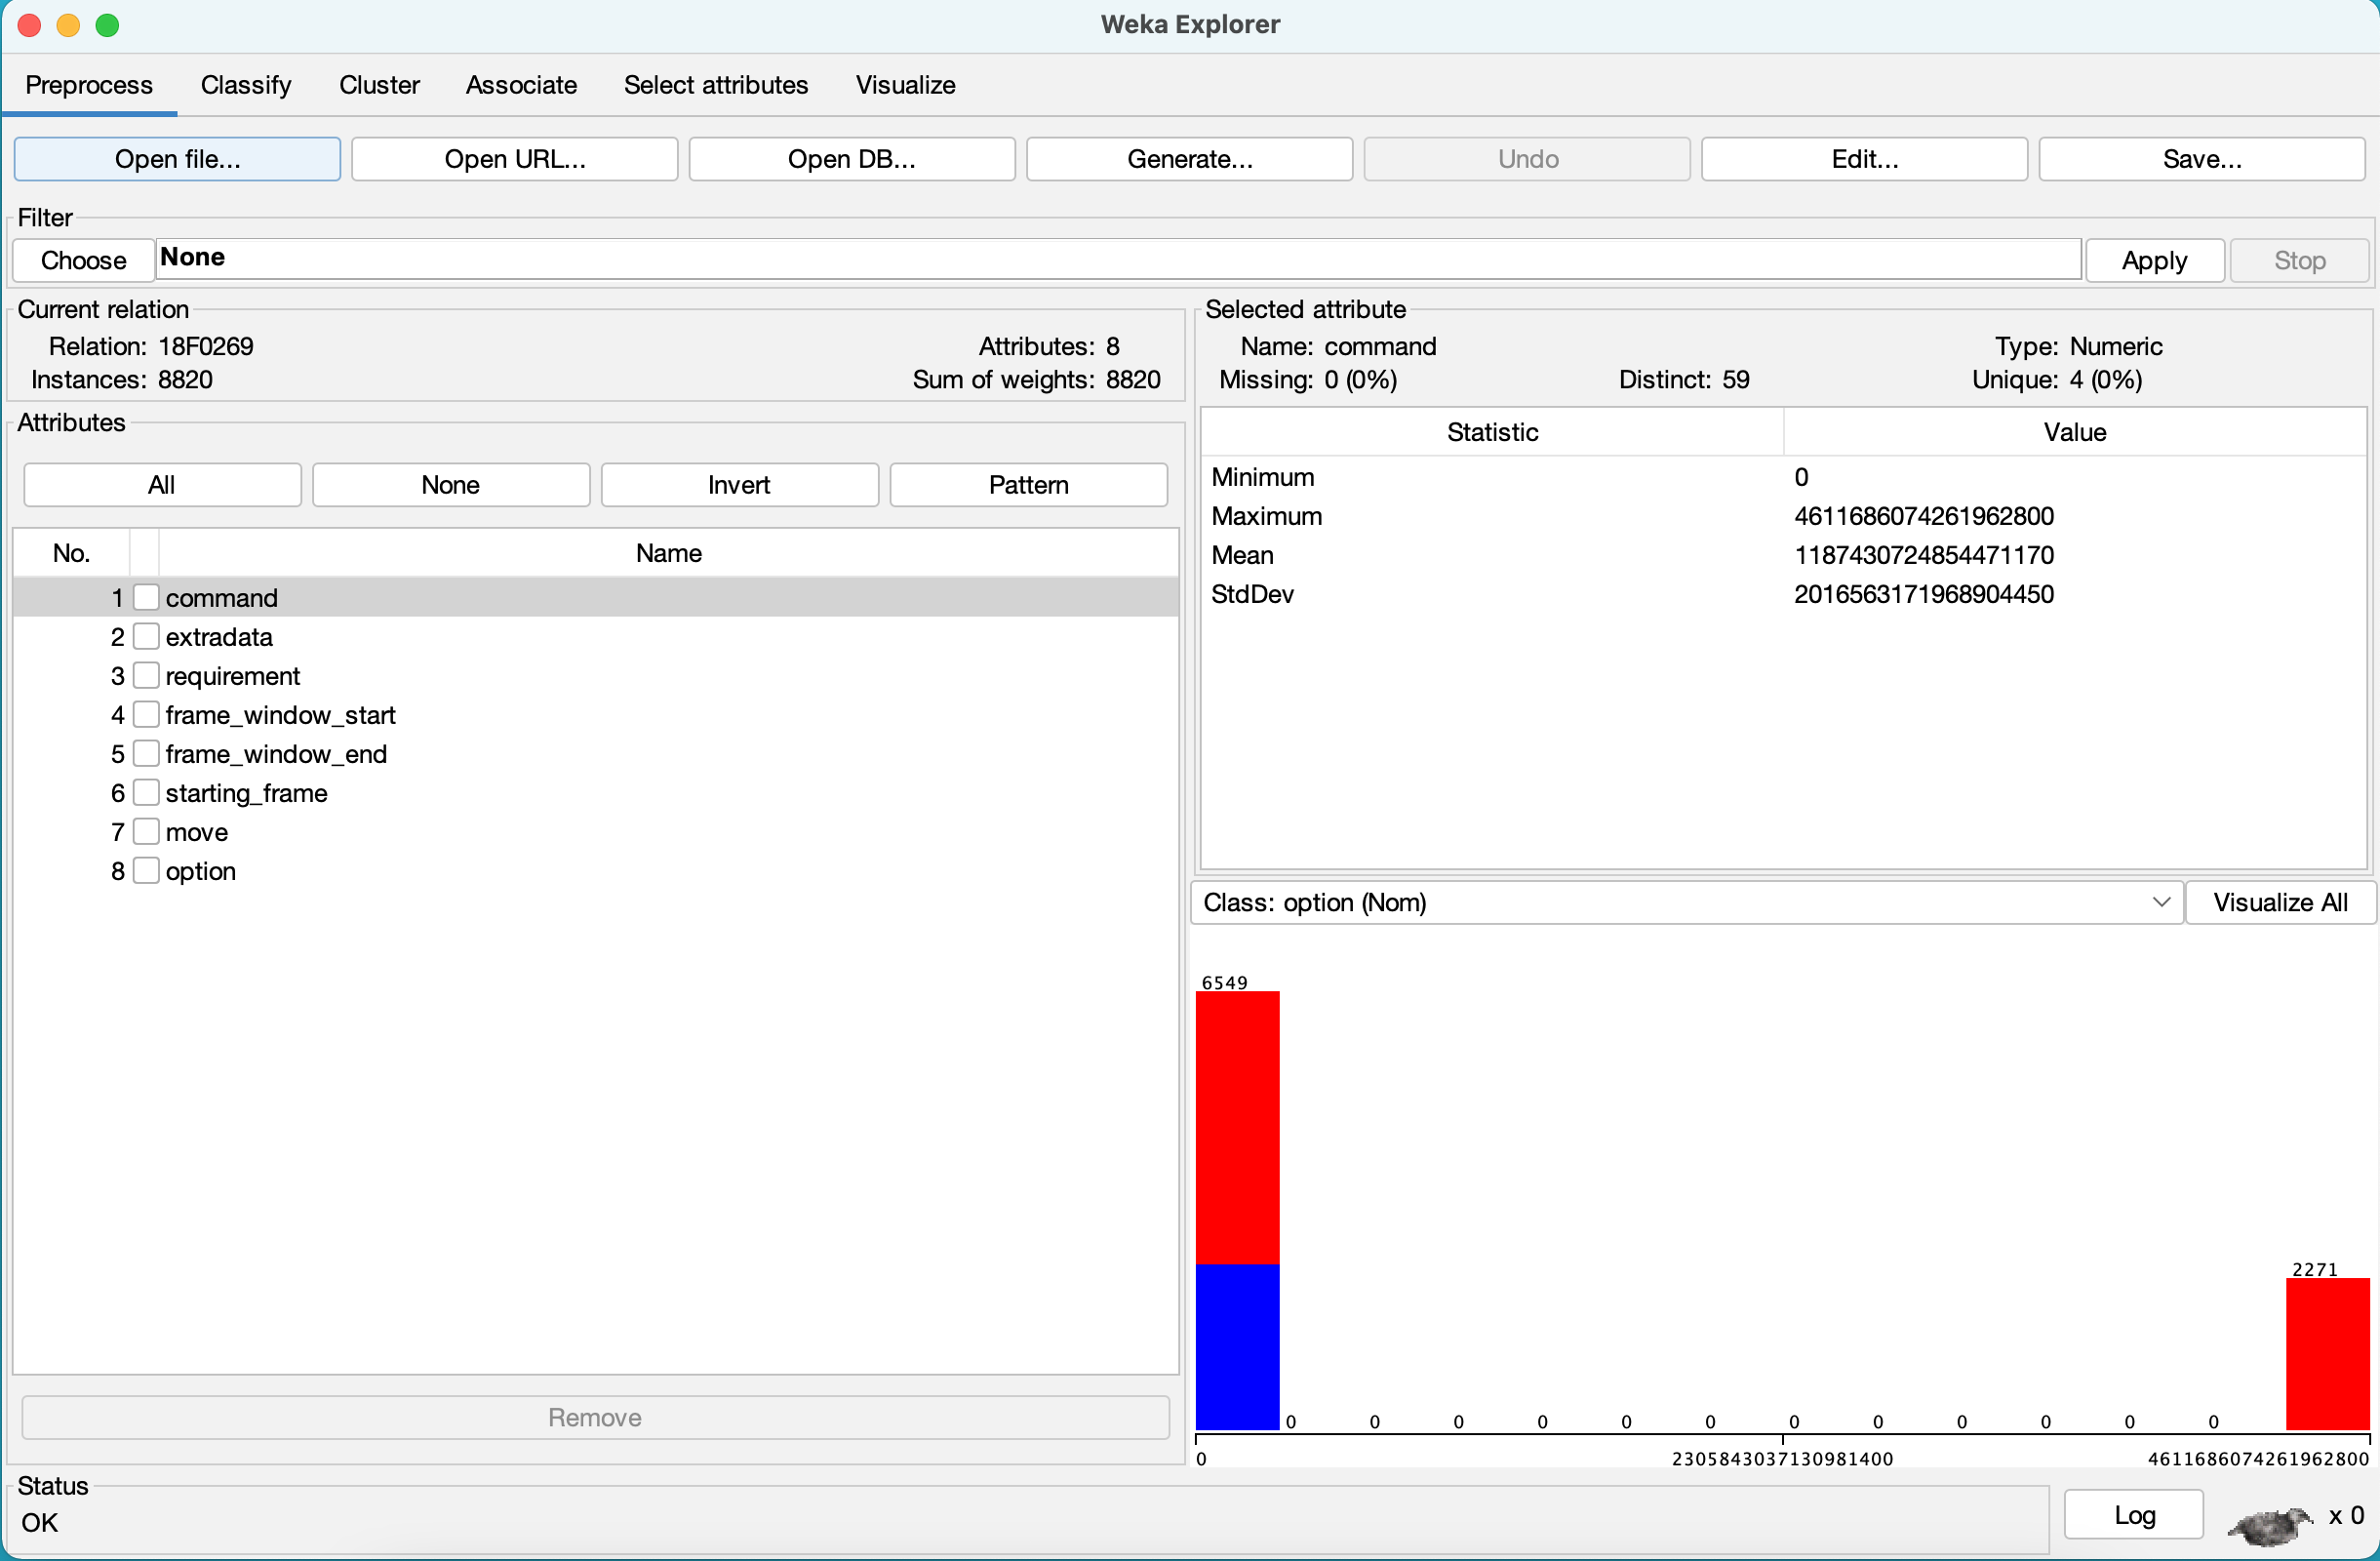 Weka Explorer
Preprocess Classify Cluster Associate Select attributes Visualize
Open file... Open URL... Open DB... Generate... Undo Edit... Save...
Filter
Choose None Apply Stop
Current relation
Relation: 18F0269 Attributes: 8
Instances: 8820 Sum of weights: 8820
Attributes
All None Invert Pattern
No. Name
1 command
2 extradata
3 requirement
4 frame_window_start
5 frame_window_end
6 starting_frame
7 move
8 option
Remove
Selected attribute
Name: command Type: Numeric
Missing: 0 (0%) Distinct: 59 Unique: 4 (0%)
Statistic Value
Minimum 0
Maximum 4611686074261962800
Mean 1187430724854471170
StdDev 2016563171968904450
Class: option (Nom) Visualize All
6549
2271
0 0 0 0 0 0 0 0 0 0 0 0
0 2305843037130981400 4611686074261962800
Status
OK
Log x 0